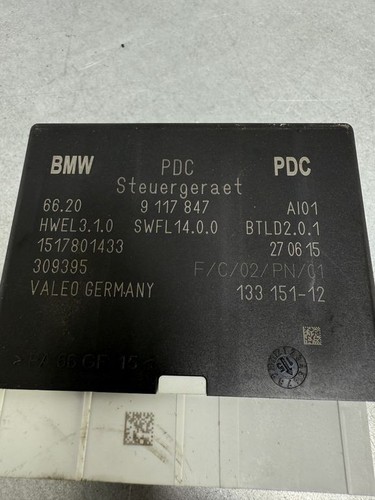 BMW PDC PDC
Steuergeraet
66.20 9 117 847 AI01
HWEL3.1.0 SWFL14.0.0 BTLD2.0.1
1517801433 27 06 15
309395 F/C/02/PN/01
VALEO GERMANY 133 151-12